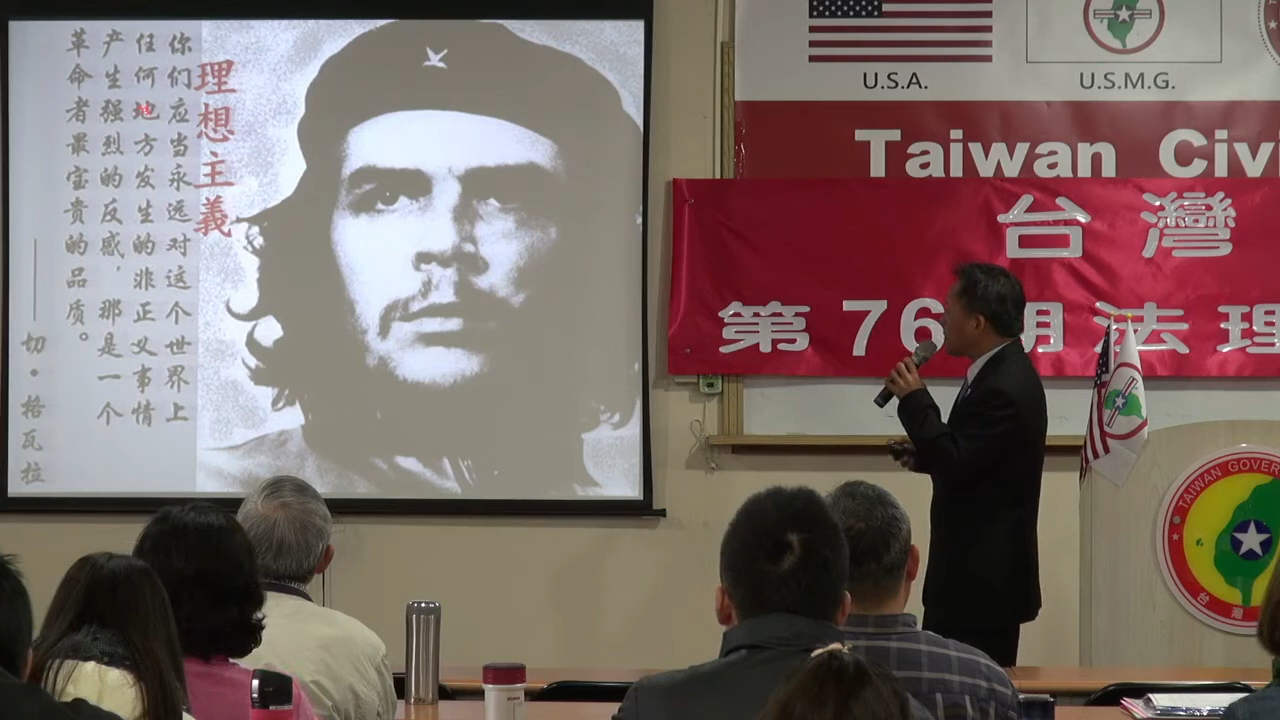 理想主義
你们应当永远对这个世界上
任何地方发生的非正义事情
产生强烈的反感，那是一个
革命者最宝贵的品质。
——切·格瓦拉
U.S.A.
U.S.M.G.
Taiwan Civi
台灣
第76期法理
TAIWAN GOVER
台灣